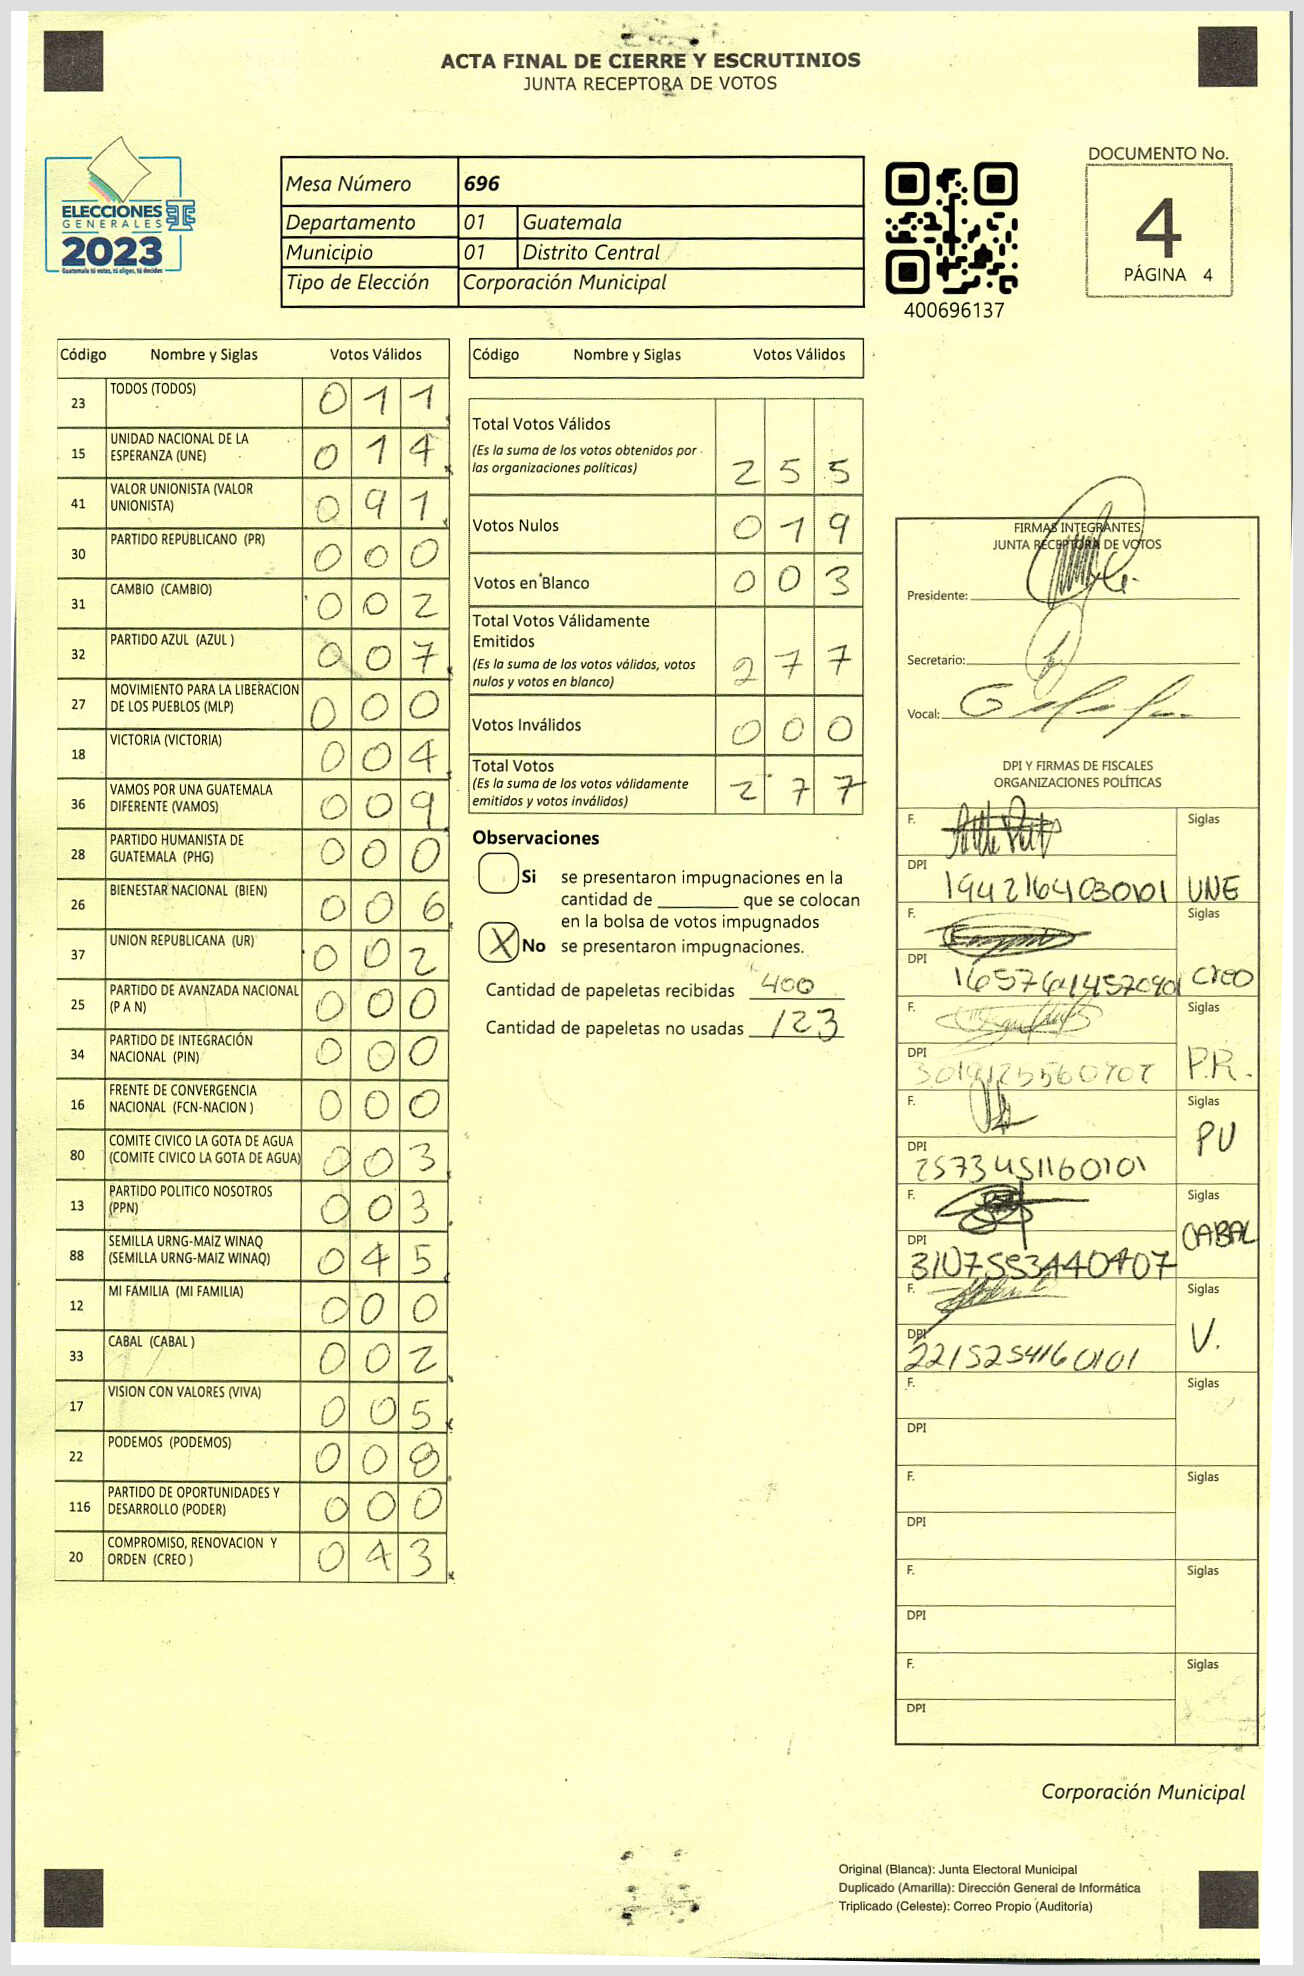 ACTA FINAL DE CIERRE Y ESCRUTINIOS
JUNTA RECEPTORA DE VOTOS
ELECCIONES
GENERALES
2023
Guatemala tú votas, tú eliges, tú decides
Mesa Número 696
Departamento 01 Guatemala
Municipio 01 Distrito Central
Tipo de Elección Corporación Municipal
400696137
DOCUMENTO No.
4
PÁGINA 4
Código Nombre y Siglas Votos Válidos
23 TODOS (TODOS) 0 1 1
15 UNIDAD NACIONAL DE LA
ESPERANZA (UNE) 0 1 4
41 VALOR UNIONISTA (VALOR
UNIONISTA) 0 9 1
30 PARTIDO REPUBLICANO (PR) 0 0 0
31 CAMBIO (CAMBIO) 0 0 2
32 PARTIDO AZUL (AZUL ) 0 0 7
27 MOVIMIENTO PARA LA LIBERACION
DE LOS PUEBLOS (MLP) 0 0 0
18 VICTORIA (VICTORIA) 0 0 4
36 VAMOS POR UNA GUATEMALA
DIFERENTE (VAMOS) 0 0 9
28 PARTIDO HUMANISTA DE
GUATEMALA (PHG) 0 0 0
26 BIENESTAR NACIONAL (BIEN) 0 0 6
37 UNION REPUBLICANA (UR) 0 0 2
25 PARTIDO DE AVANZADA NACIONAL
(P A N) 0 0 0
34 PARTIDO DE INTEGRACIÓN
NACIONAL (PIN) 0 0 0
16 FRENTE DE CONVERGENCIA
NACIONAL (FCN-NACION ) 0 0 0
80 COMITE CIVICO LA GOTA DE AGUA
(COMITE CIVICO LA GOTA DE AGUA) 0 0 3
13 PARTIDO POLITICO NOSOTROS
(PPN) 0 0 3
88 SEMILLA URNG-MAIZ WINAQ
(SEMILLA URNG-MAIZ WINAQ) 0 4 5
12 MI FAMILIA (MI FAMILIA) 0 0 0
33 CABAL (CABAL ) 0 0 2
17 VISION CON VALORES (VIVA) 0 0 5
22 PODEMOS (PODEMOS) 0 0 8
116 PARTIDO DE OPORTUNIDADES Y
DESARROLLO (PODER) 0 0 0
20 COMPROMISO, RENOVACION Y
ORDEN (CREO ) 0 4 3
Código Nombre y Siglas Votos Válidos
Total Votos Válidos
(Es la suma de los votos obtenidos por
las organizaciones políticas) 2 5 5
Votos Nulos 0 1 9
Votos en Blanco 0 0 3
Total Votos Válidamente
Emitidos
(Es la suma de los votos válidos, votos
nulos y votos en blanco) 2 7 7
Votos Inválidos 0 0 0
Total Votos
(Es la suma de los votos válidamente
emitidos y votos inválidos) 2 7 7
Observaciones
Si se presentaron impugnaciones en la
cantidad de ________ que se colocan
en la bolsa de votos impugnados
X No se presentaron impugnaciones.
Cantidad de papeletas recibidas 400
Cantidad de papeletas no usadas 123
FIRMAS INTEGRANTES,
JUNTA RECEPTORA DE VOTOS
Presidente:
Secretario:
Vocal:
DPI Y FIRMAS DE FISCALES
ORGANIZACIONES POLÍTICAS
F. Siglas
DPI
1942164030101 UNE
F. Siglas
DPI
CREO
F. Siglas
DPI
P.R.
F. Siglas
DPI PU
2573451160101
F. Siglas
DPI CABAL
F. Siglas
DPI V.
2215254160101
F. Siglas
DPI
F. Siglas
DPI
F. Siglas
DPI
F. Siglas
DPI
Corporación Municipal
Original (Blanca): Junta Electoral Municipal
Duplicado (Amarilla): Dirección General de Informática
Triplicado (Celeste): Correo Propio (Auditoría)